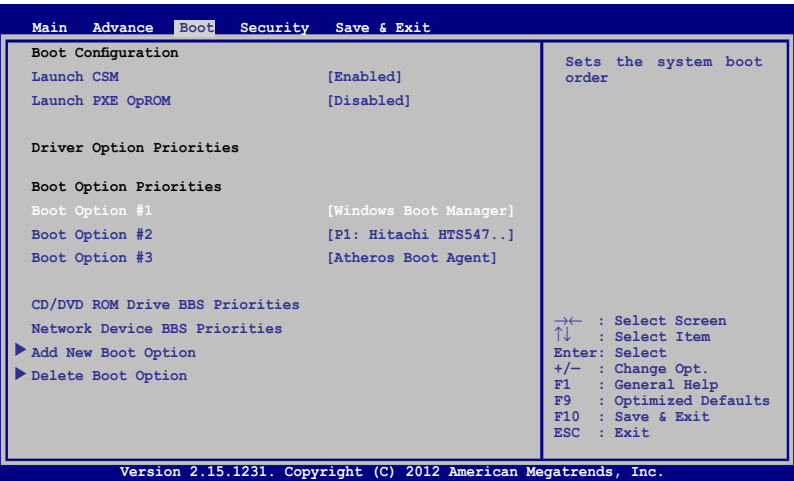 Main Advance Boot Security Save & Exit
Boot Configuration
Launch CSM [Enabled]
Launch PXE OpROM [Disabled]
Driver Option Priorities
Boot Option Priorities
Boot Option #1 [Windows Boot Manager]
Boot Option #2 [P1: Hitachi HTS547..]
Boot Option #3 [Atheros Boot Agent]
CD/DVD ROM Drive BBS Priorities
Network Device BBS Priorities
Add New Boot Option
Delete Boot Option
Sets the system boot
order
→← : Select Screen
↑↓ : Select Item
Enter: Select
+/— : Change Opt.
F1 : General Help
F9 : Optimized Defaults
F10 : Save & Exit
ESC : Exit
Version 2.15.1231. Copyright (C) 2012 American Megatrends, Inc.